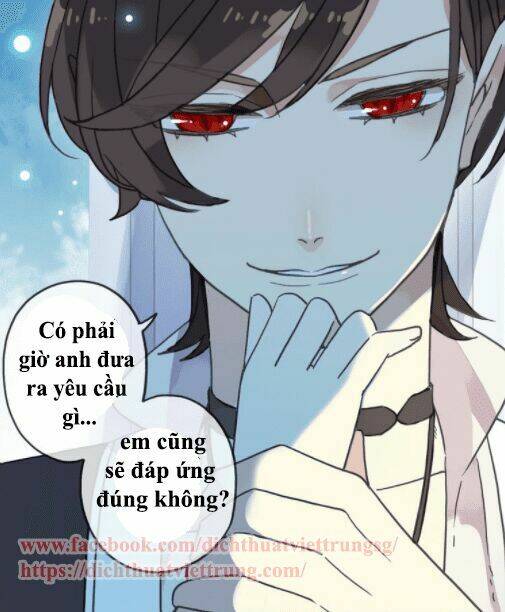 Có phải
giờ anh đưa
ra yêu cầu
gì...
em cũng
sẽ đáp ứng
đúng không?
www.facebook.com/dichthuatviettrungsg/
https://dichthuatviettrung.com/